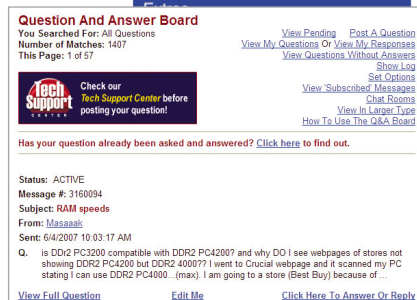 Question And Answer Board
You Searched For: All Questions
Number of Matches: 1407
This Page: 1 of 57
View Pending Post A Question
View My Questions Or View My Responses
View Questions Without Answers
Show Log
Set Options
View 'Subscribed' Messages
Chat Rooms
View In Larger Type
How To Use The Q&A Board
Tech Support
CENTER
Check our
Tech Support Center before
posting your question!
Has your question already been asked and answered? Click here to find out.
Status: ACTIVE
Message #: 3160094
Subject: RAM speeds
From: Masaaak
Sent: 6/4/2007 10:03:17 AM
Q. is DDr2 PC3200 compatible with DDR2 PC4200? and why DO I see webpages of stores not
showing DDR2 PC4200 but DDR2 4000?? I went to Crucial webpage and it scanned my PC
stating I can use DDR2 PC4000...(max). I am going to a store (Best Buy) because of ...
View Full Question Edit Me Click Here To Answer Or Reply